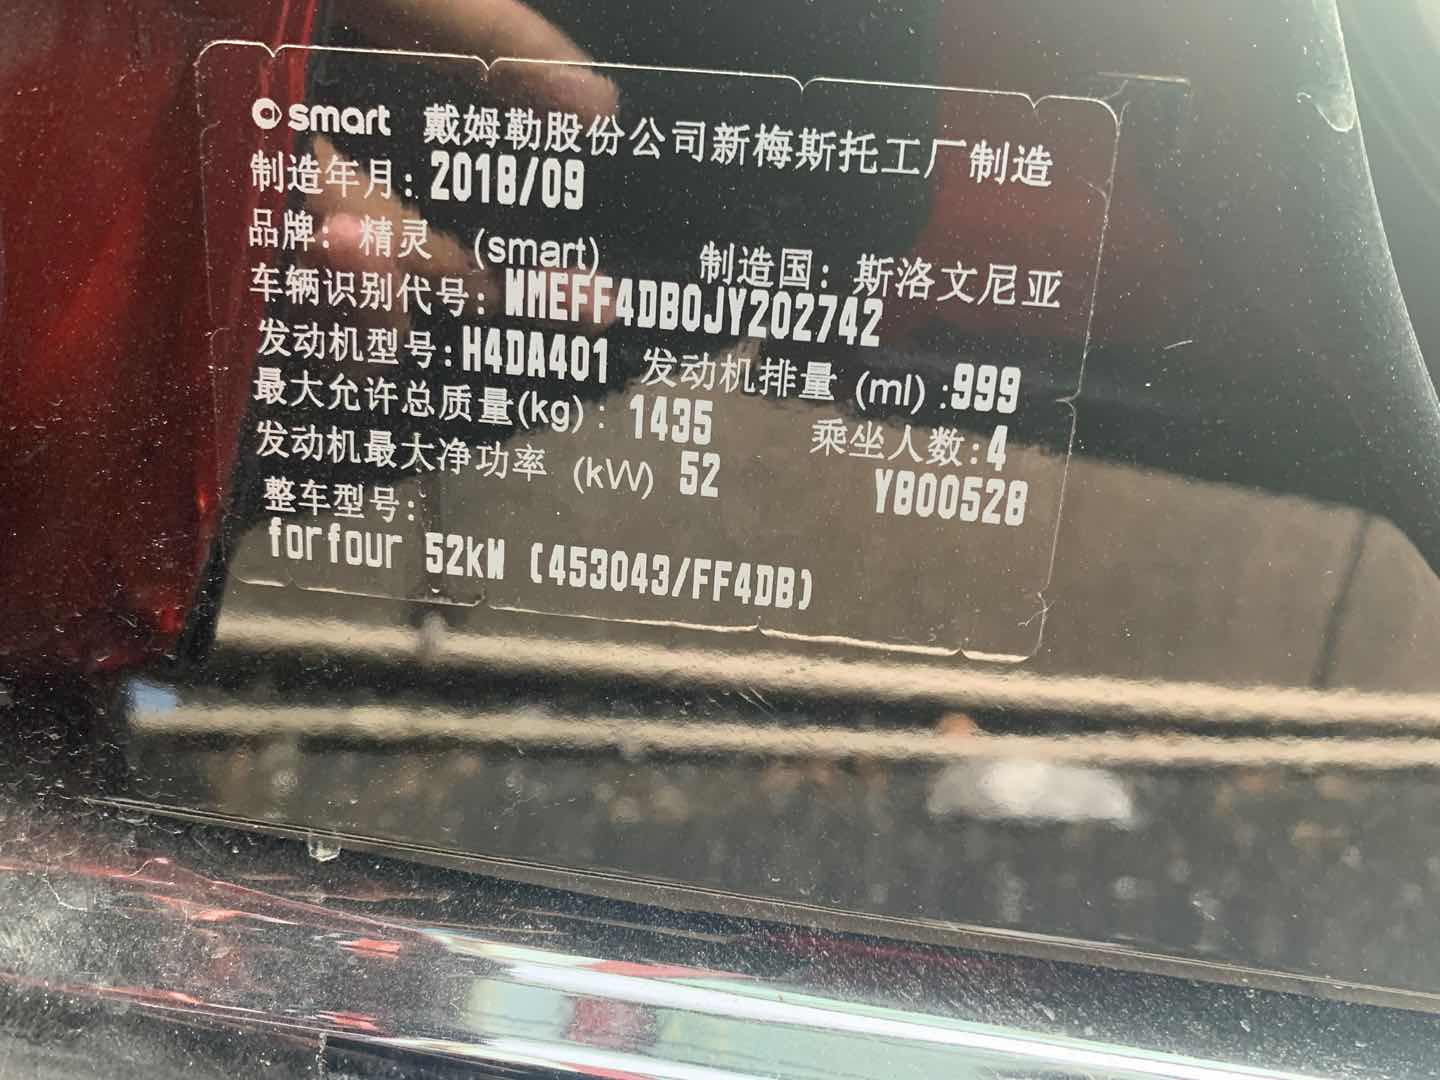 smart 戴姆勒股份公司新梅斯托工厂制造
制造年月: 2018/09
品牌: 精灵 (smart) 制造国: 斯洛文尼亚
车辆识别代号: WMEFF4DB0JY202742
发动机型号:H4DA401 发动机排量 (ml) :999
最大允许总质量(kg) : 1435 乘坐人数:4
发动机最大净功率 (kW) 52 YB00528
整车型号:
forfour 52kW (453043/FF4DB)